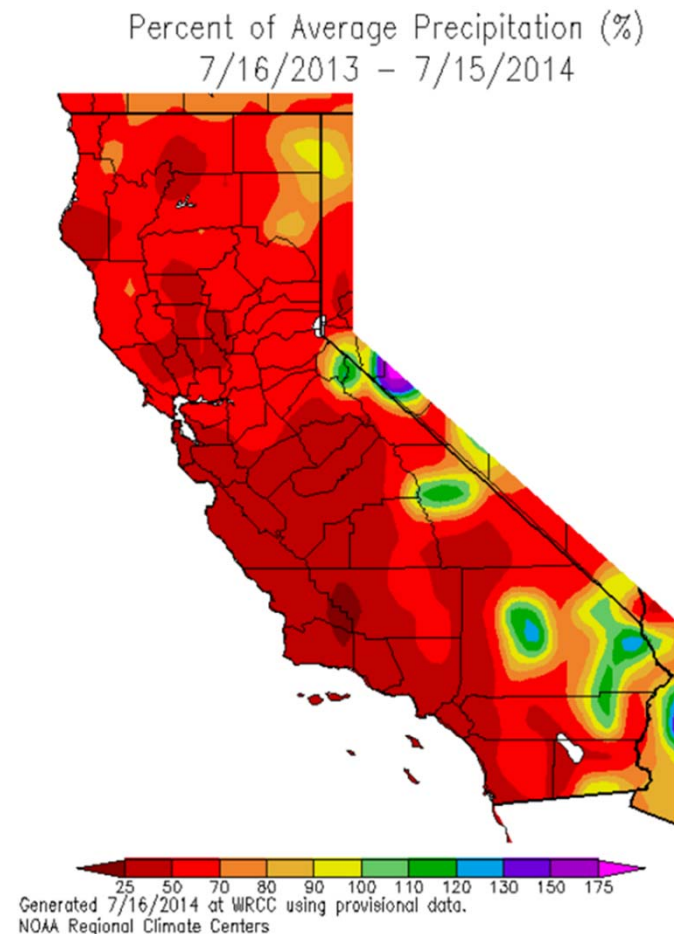 Percent of Average Precipitation (%)
7/16/2013 – 7/15/2014
25 50 70 80 90 100 110 120 130 150 175
Generated 7/16/2014 at WRCC using provisional data.
NOAA Regional Climate Centers